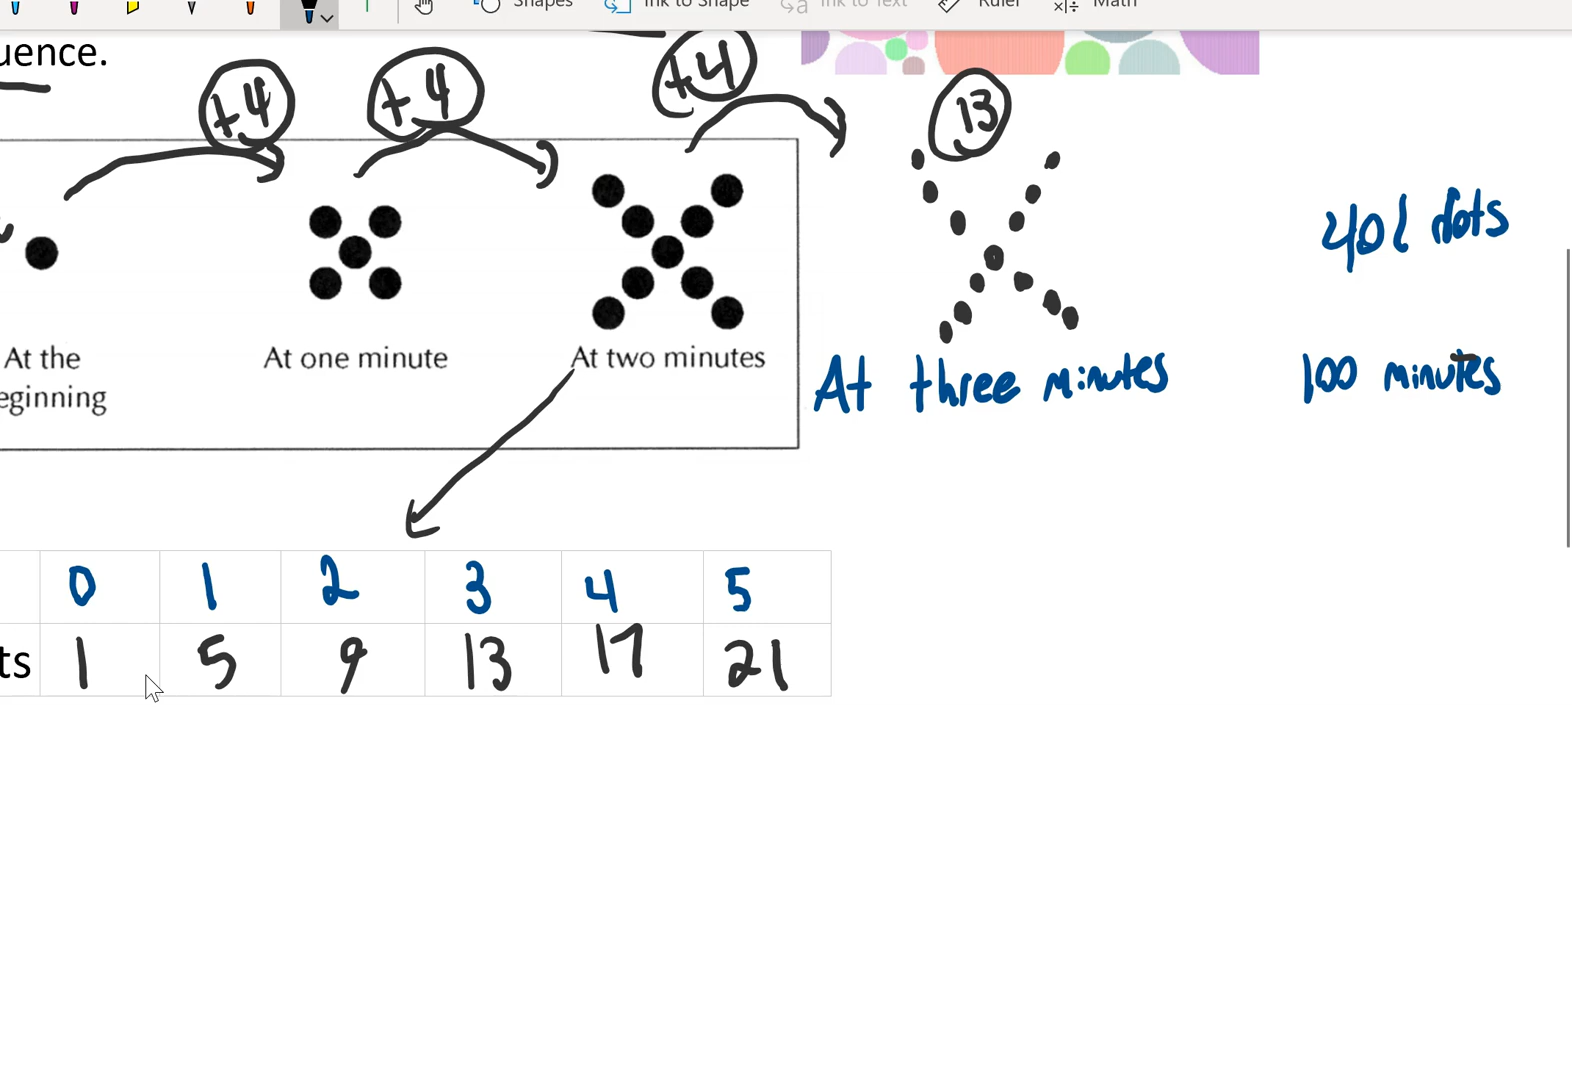 Shapes Ink to Shape Ink to Text Ruler Math
uence.
+4 +4 +4 13
401 dots
At the At one minute At two minutes At three minutes 100 minutes
eginning
0 1 2 3 4 5
ts 1 5 9 13 17 21